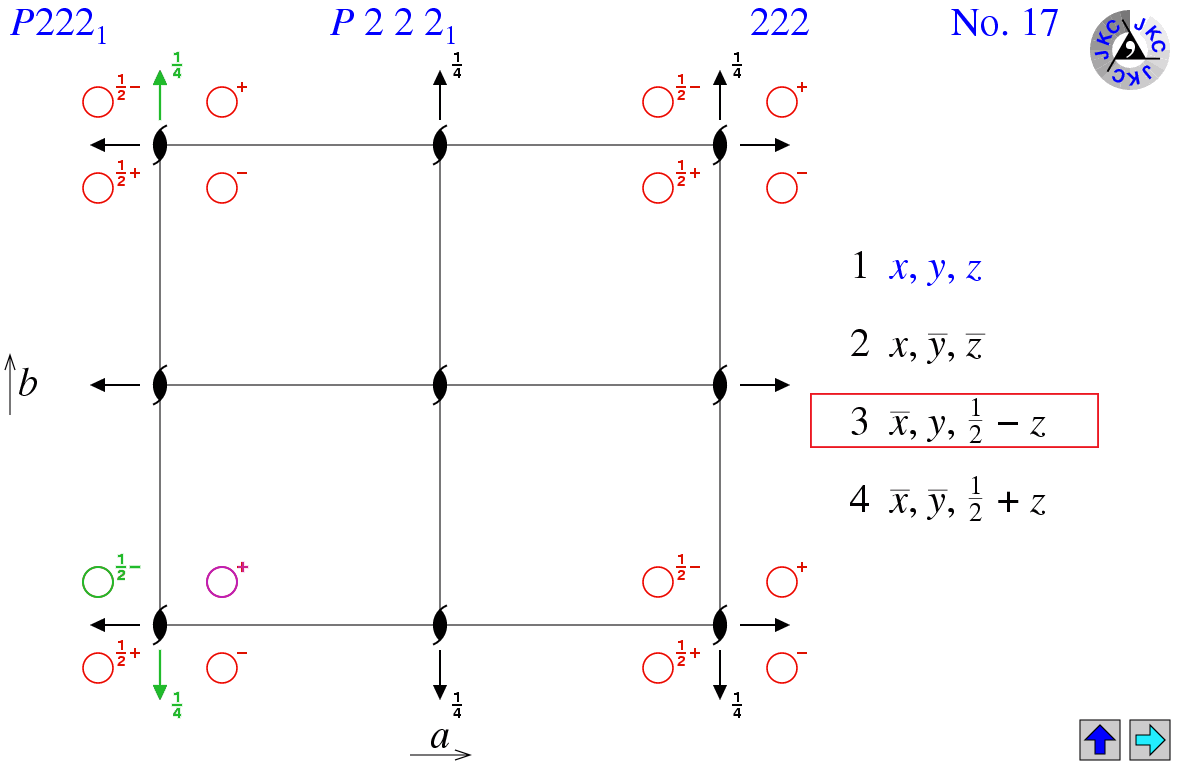 P222₁ P 2 2 2₁ 222 No. 17
JKC JKC JKC
¼ ¼ ¼
½− + ½− +
½+ − ½+ −
1 x, y, z
2 x, y̅, z̅
b
3 x̅, y, ½ − z
4 x̅, y̅, ½ + z
½− + ½− +
½+ − ½+ −
¼ ¼ ¼
a